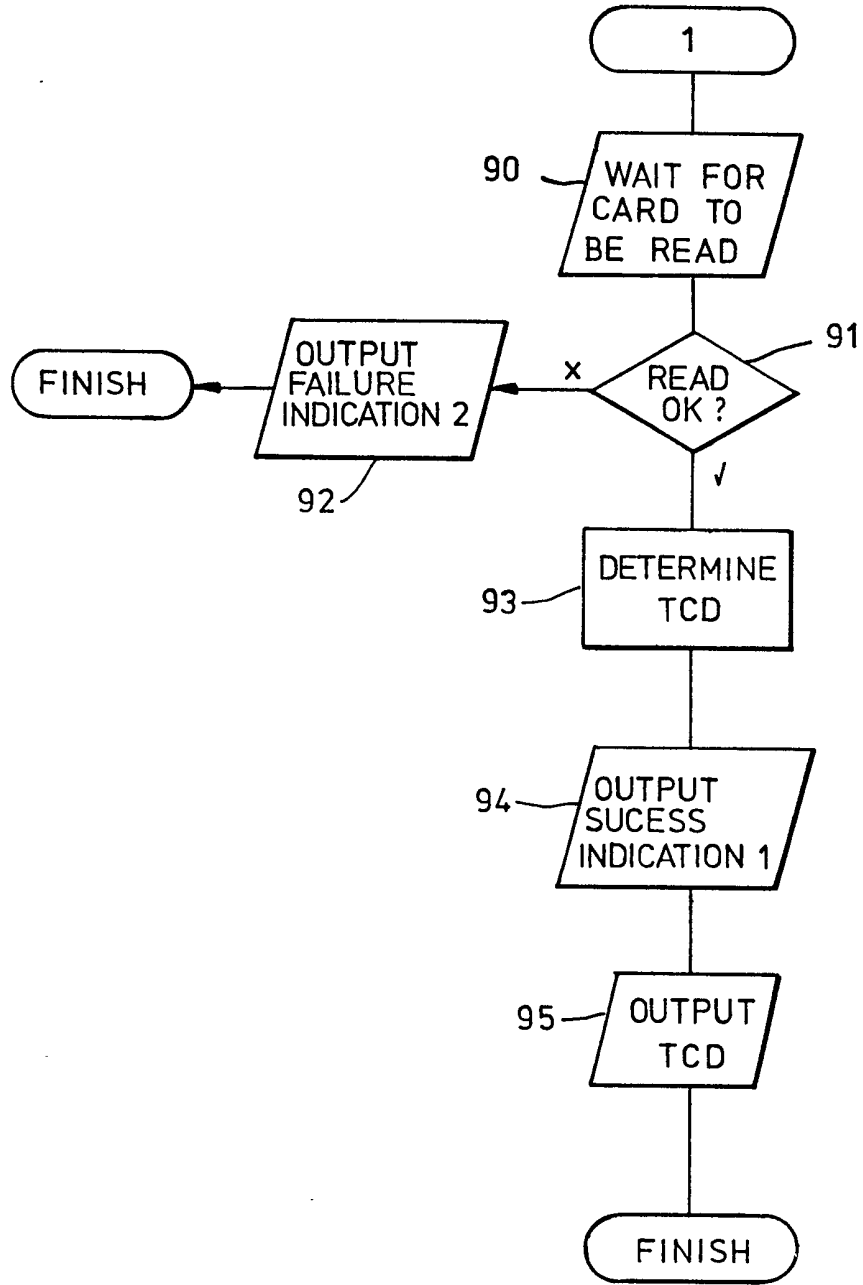 1
90
WAIT FOR
CARD TO
BE READ
91
READ
OK?
X
√
OUTPUT
FAILURE
INDICATION 2
92
FINISH
DETERMINE
TCD
93
OUTPUT
SUCESS
INDICATION 1
94
OUTPUT
TCD
95
FINISH